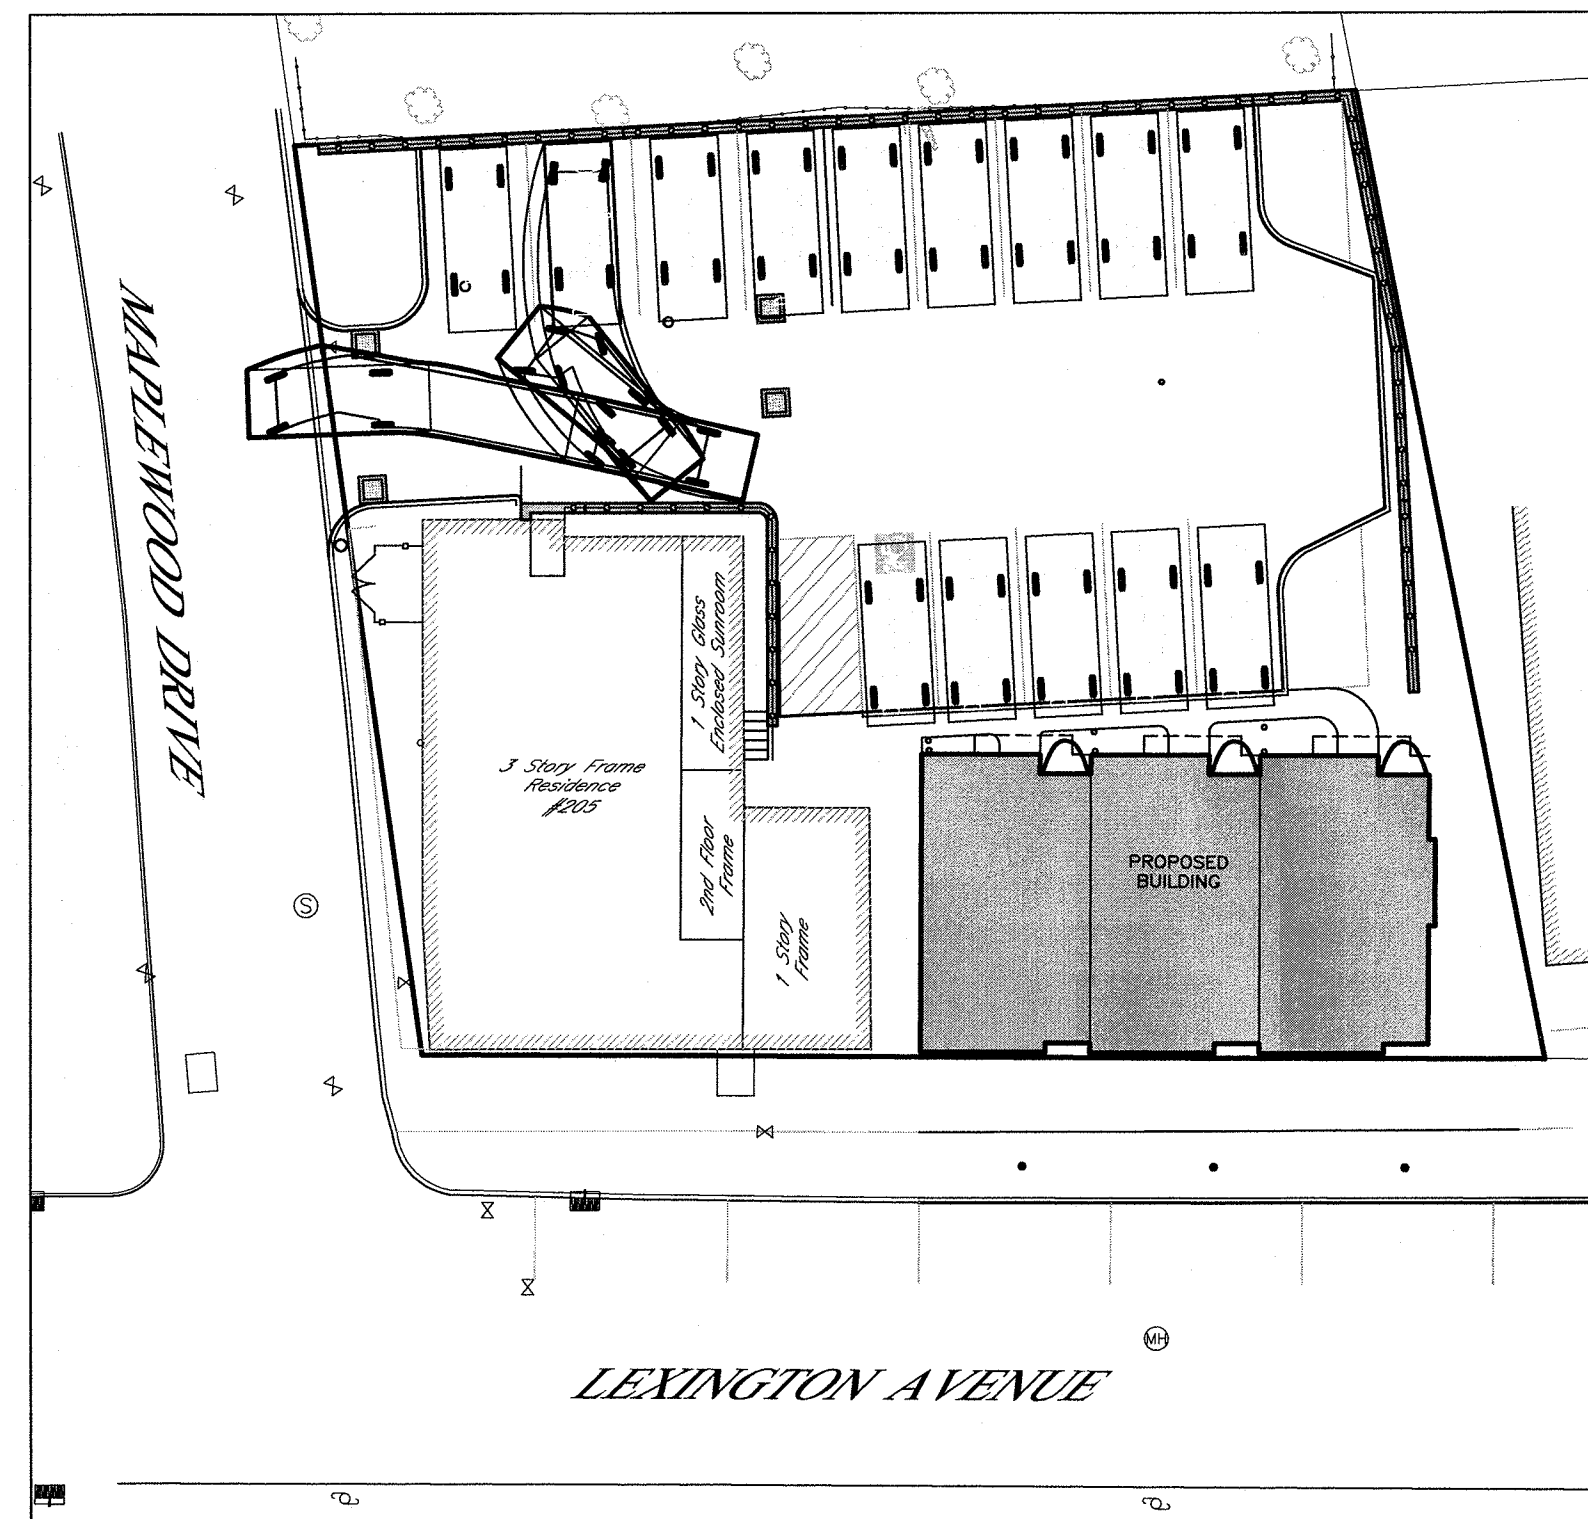 MAPLEWOOD DRIVE
1 Story Glass
Enclosed Sunroom
3 Story Frame
Residence
#205
2nd Floor
Frame
1 Story
Frame
PROPOSED
BUILDING
S
MH
LEXINGTON AVENUE